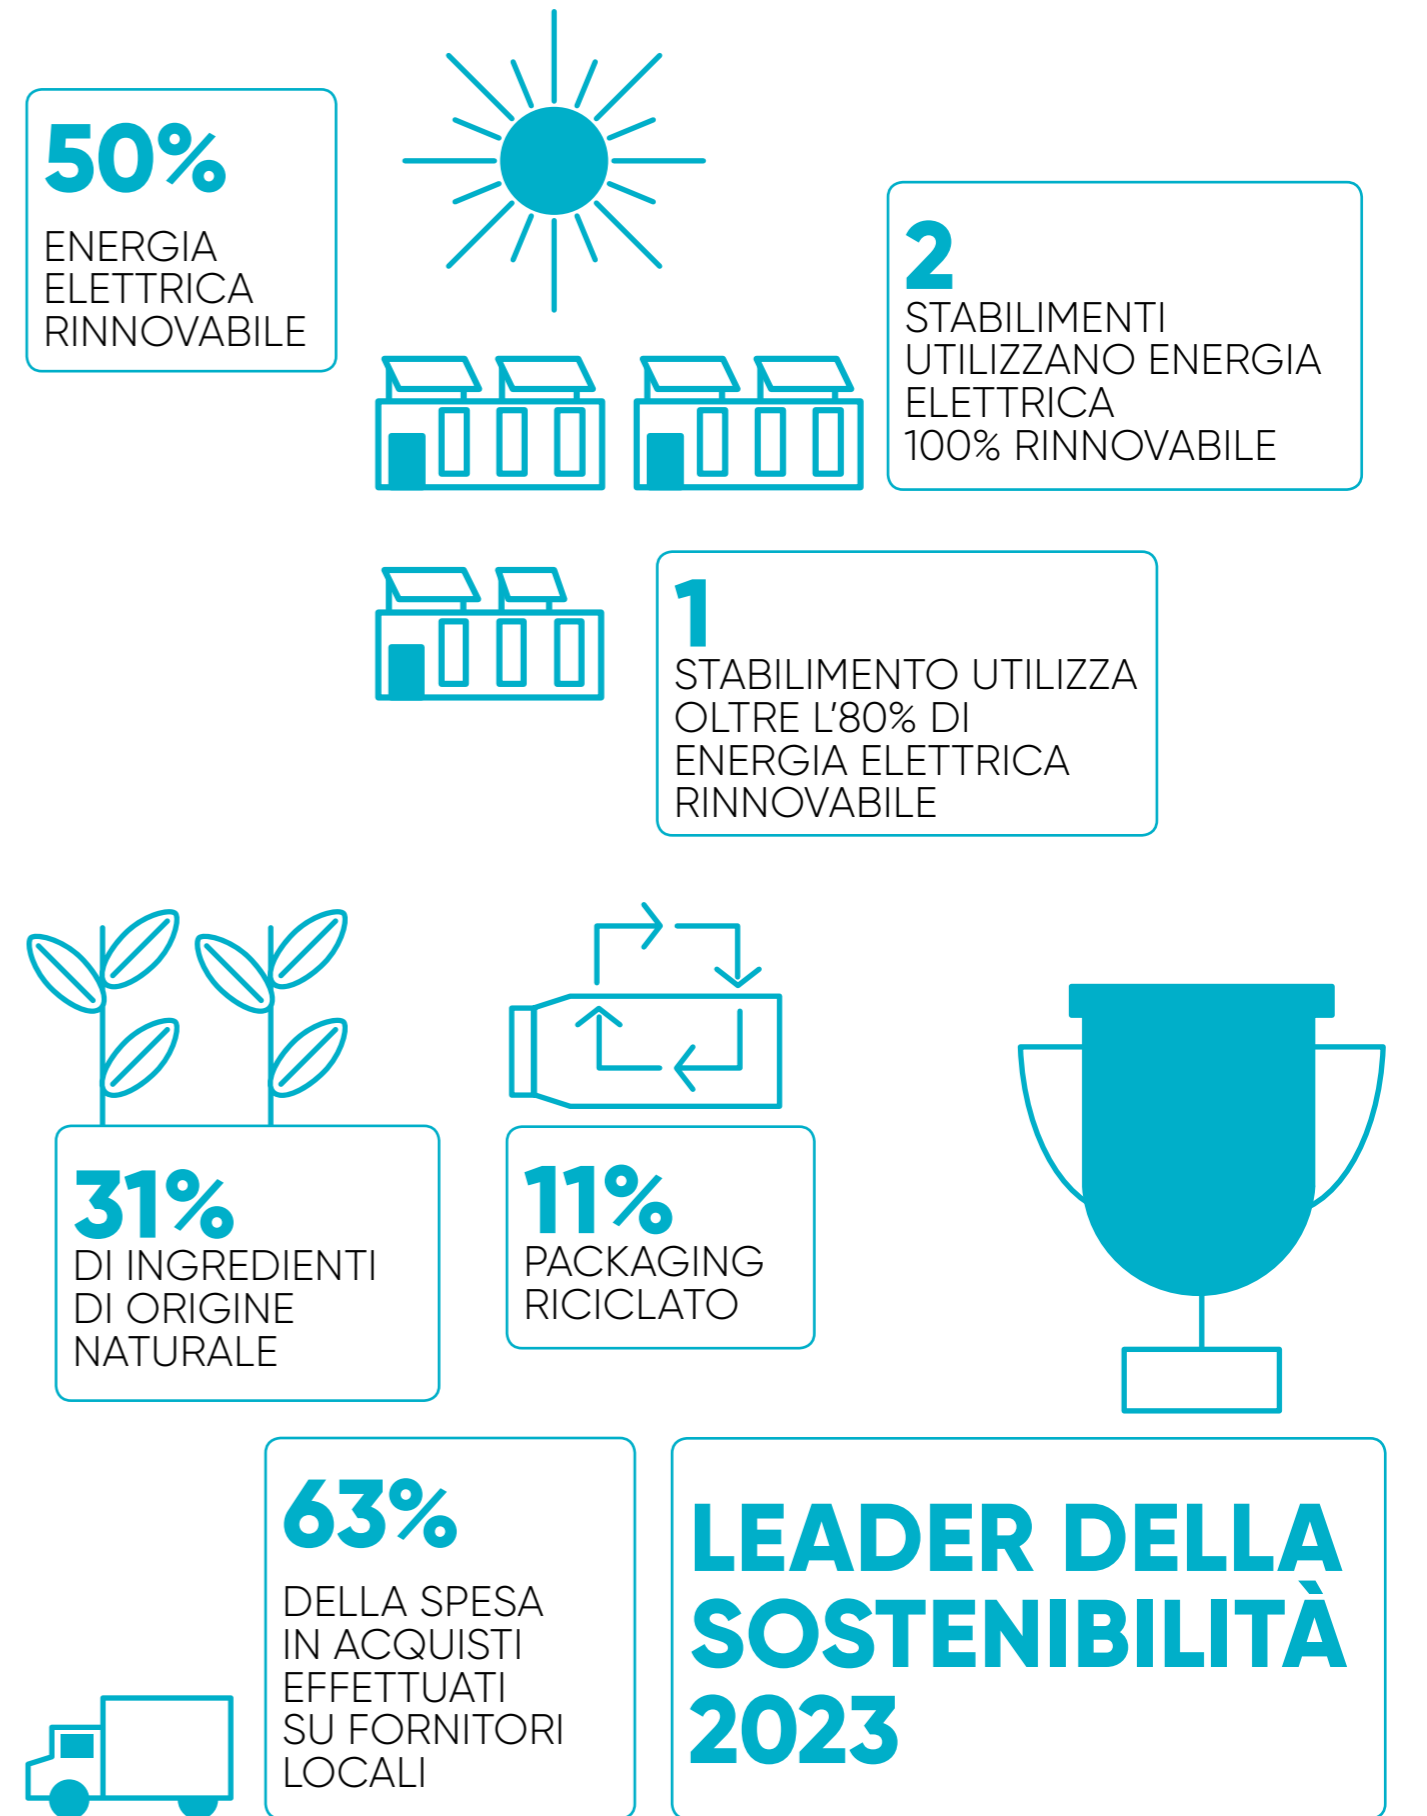 50%
ENERGIA
ELETTRICA
RINNOVABILE
2
STABILIMENTI
UTILIZZANO ENERGIA
ELETTRICA
100% RINNOVABILE
1
STABILIMENTO UTILIZZA
OLTRE L'80% DI
ENERGIA ELETTRICA
RINNOVABILE
31%
DI INGREDIENTI
DI ORIGINE
NATURALE
11%
PACKAGING
RICICLATO
63%
DELLA SPESA
IN ACQUISTI
EFFETTUATI
SU FORNITORI
LOCALI
LEADER DELLA
SOSTENIBILITÀ
2023